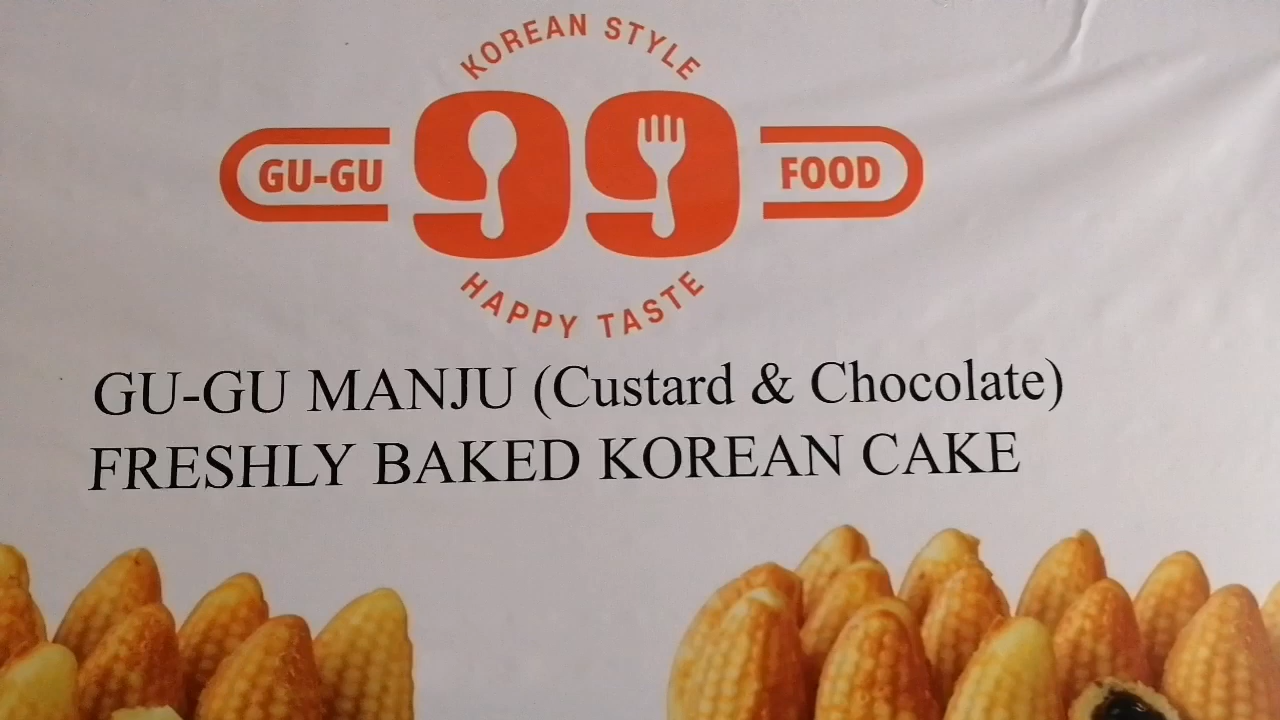 KOREAN STYLE
GU-GU 99 FOOD
HAPPY TASTE
GU-GU MANJU (Custard & Chocolate)
FRESHLY BAKED KOREAN CAKE